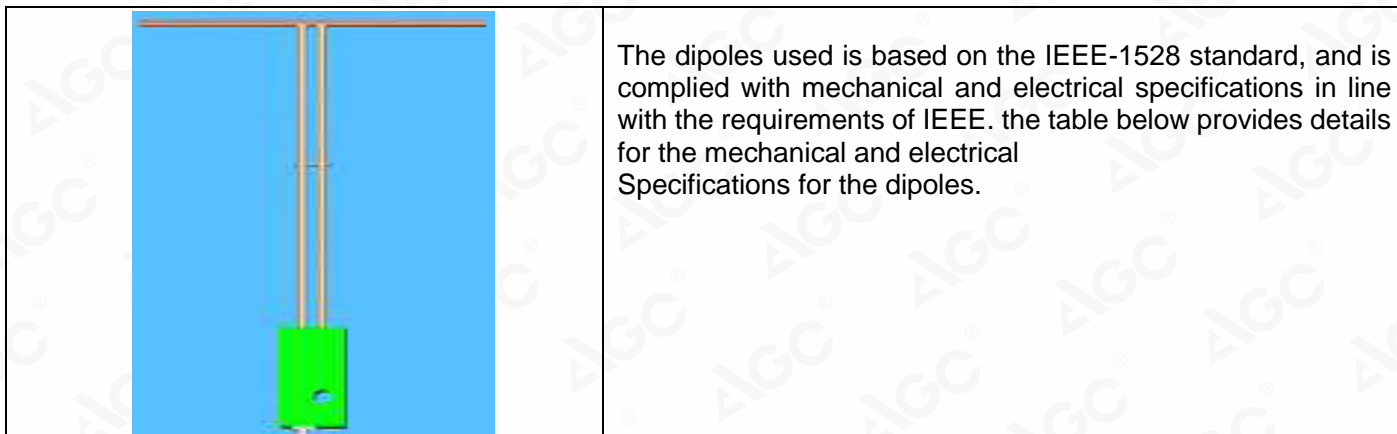 The dipoles used is based on the IEEE-1528 standard, and is
complied with mechanical and electrical specifications in line
with the requirements of IEEE. the table below provides details
for the mechanical and electrical
Specifications for the dipoles.